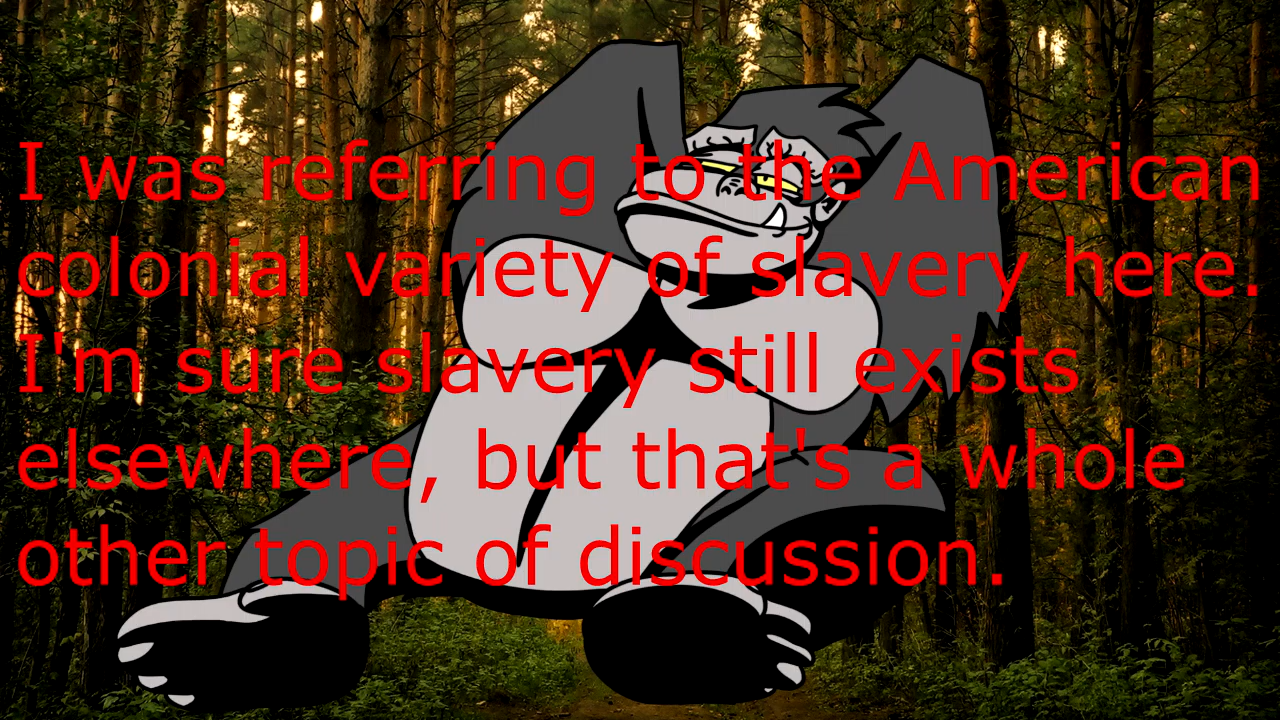 I was referring to the American
colonial variety of slavery here.
I'm sure slavery still exists
elsewhere, but that's a whole
other topic of discussion.